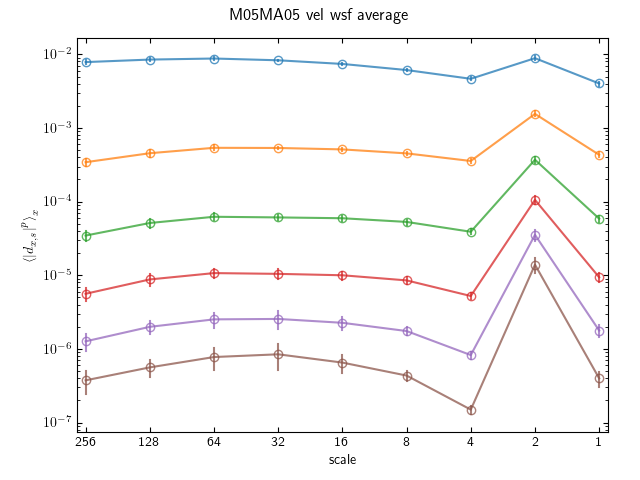 M05MA05 vel wsf average
10⁻²
10⁻³
10⁻⁴
10⁻⁵
10⁻⁶
10⁻⁷
⟨|d_{x,s}|^p⟩_x
256 128 64 32 16 8 4 2 1
scale